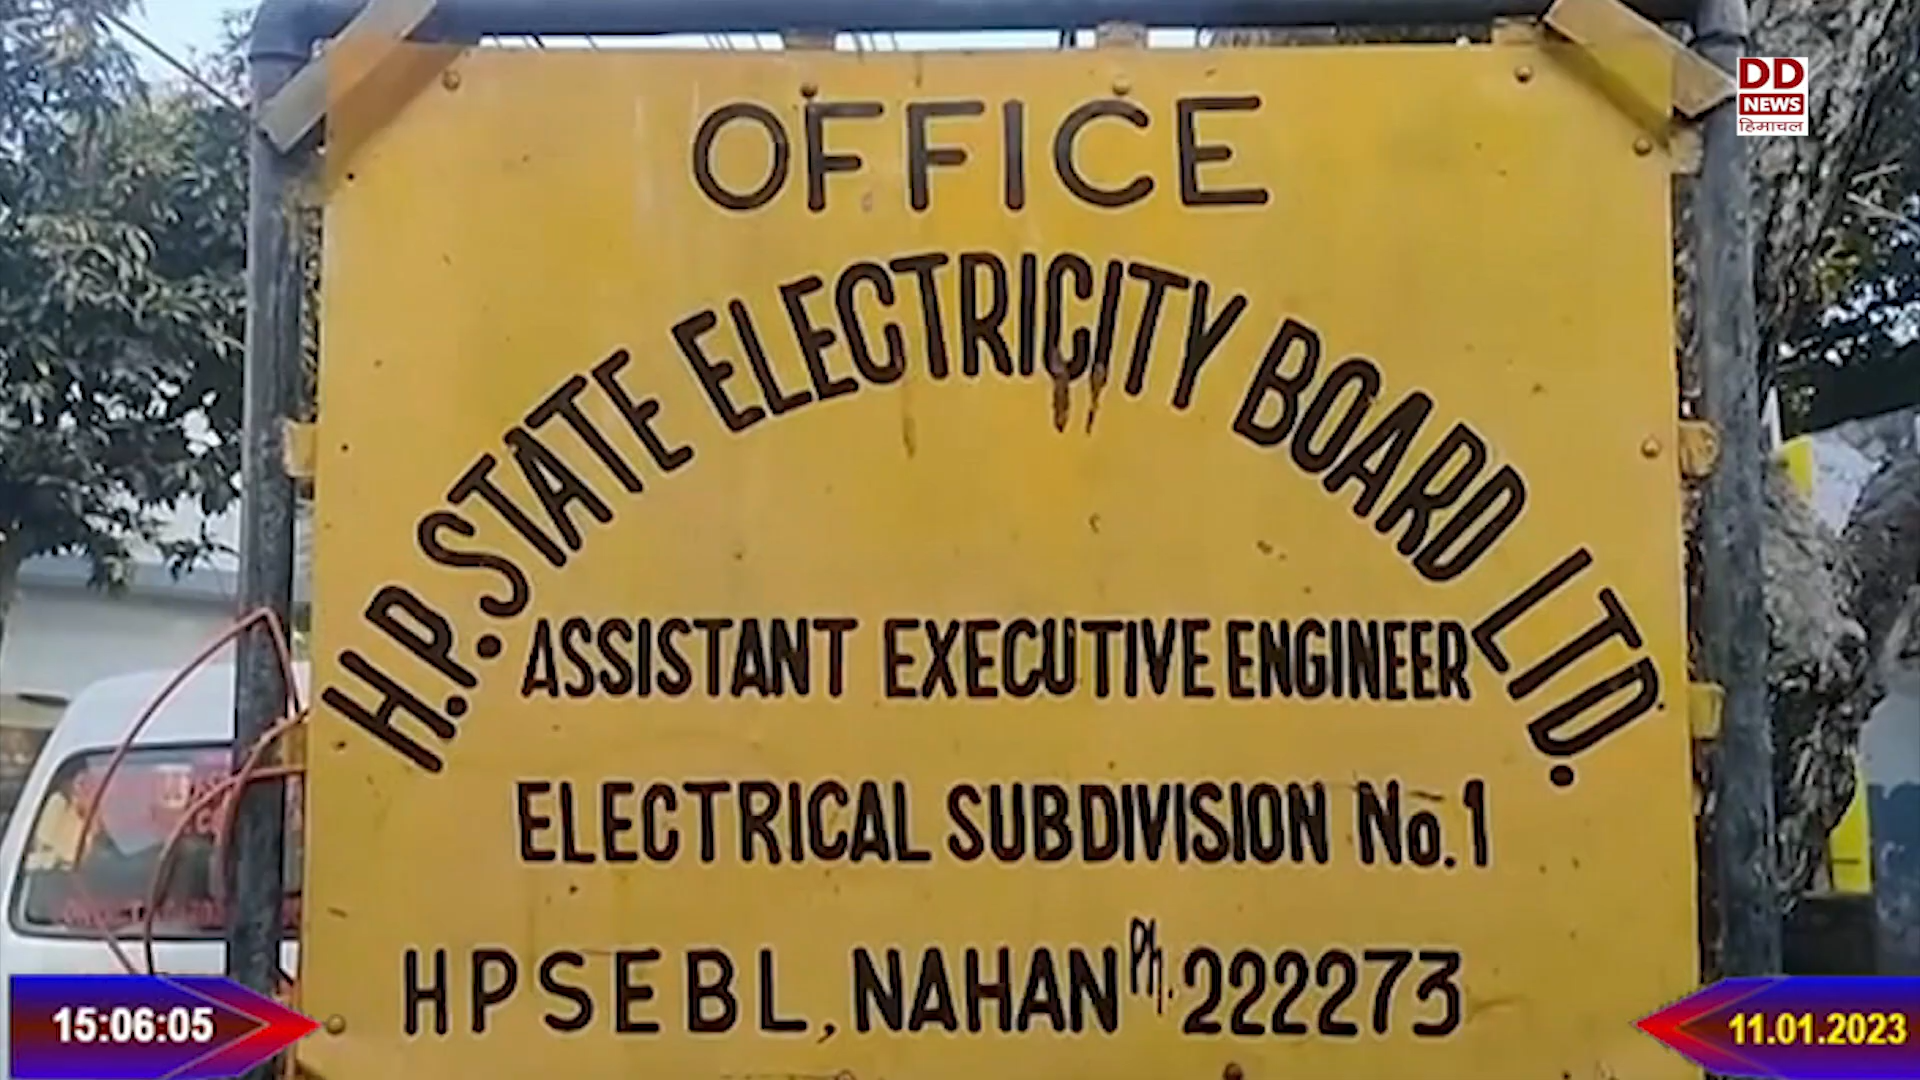 DD
NEWS
हिमाचल
OFFICE
H.P. STATE ELECTRICITY BOARD LTD.
ASSISTANT EXECUTIVE ENGINEER
ELECTRICAL SUBDIVISION No.1
HPSEBL, NAHAN Ph. 222273
15:06:05
11.01.2023